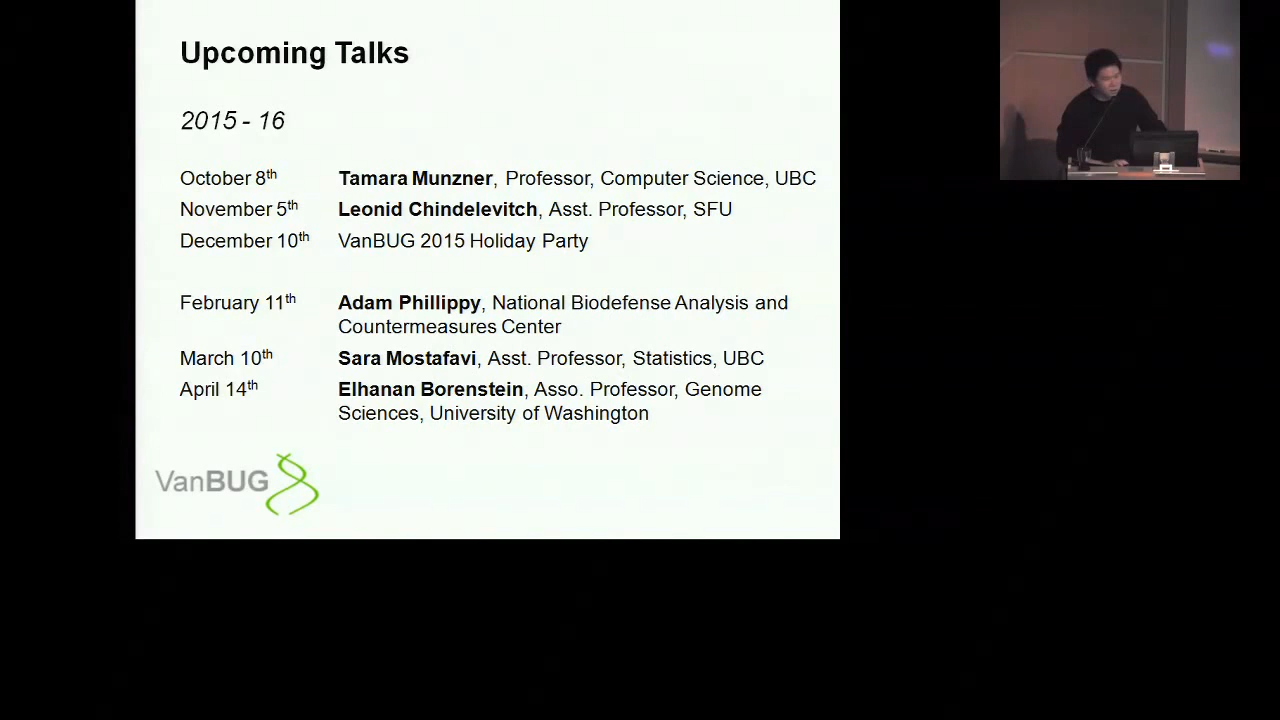 Upcoming Talks
2015 - 16
October 8th Tamara Munzner, Professor, Computer Science, UBC
November 5th Leonid Chindelevitch, Asst. Professor, SFU
December 10th VanBUG 2015 Holiday Party
February 11th Adam Phillippy, National Biodefense Analysis and
Countermeasures Center
March 10th Sara Mostafavi, Asst. Professor, Statistics, UBC
April 14th Elhanan Borenstein, Asso. Professor, Genome
Sciences, University of Washington
VanBUG